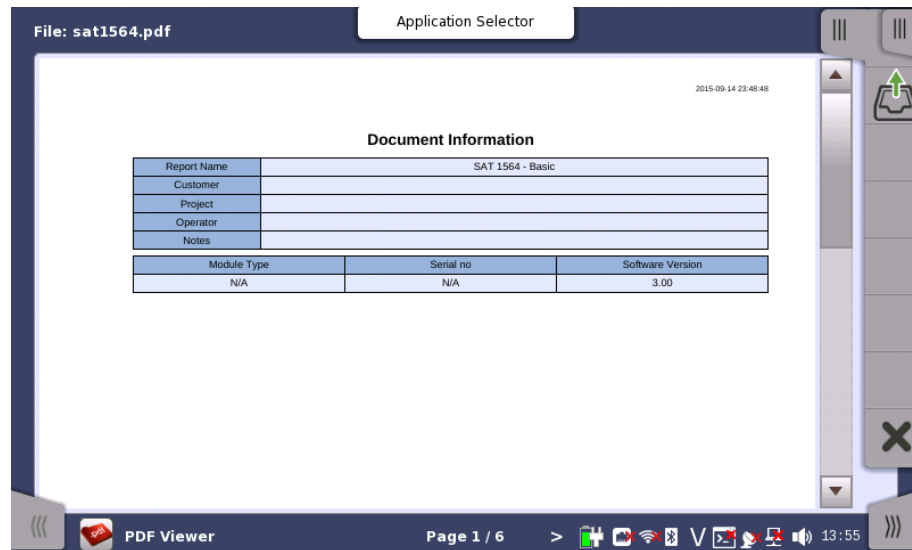 Application Selector
File: sat1564.pdf
2015-09-14 23:48:48
Document Information
Report Name SAT 1564 - Basic
Customer
Project
Operator
Notes
Module Type Serial no Software Version
N/A N/A 3.00
PDF Viewer Page 1 / 6 > V 13:55